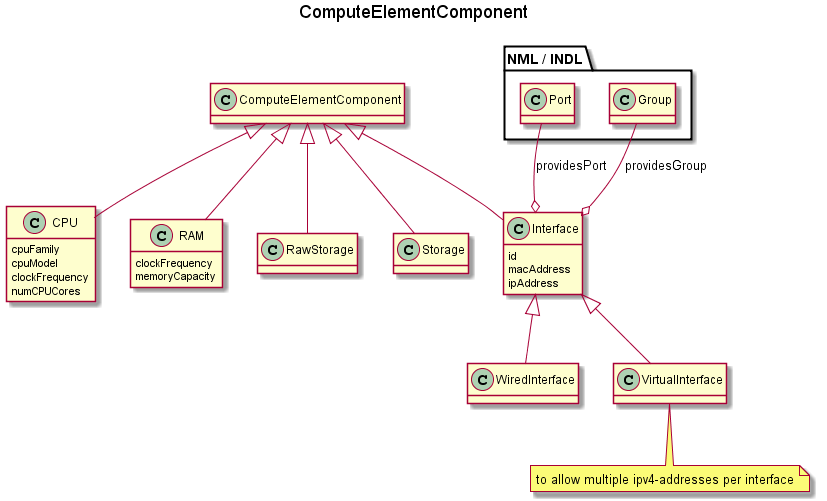 ComputeElementComponent
NML / INDL
C ComputeElementComponent
C Port
C Group
providesPort
providesGroup
C CPU
cpuFamily
cpuModel
clockFrequency
numCPUCores
C RAM
clockFrequency
memoryCapacity
C RawStorage
C Storage
C Interface
id
macAddress
ipAddress
C WiredInterface
C VirtualInterface
to allow multiple ipv4-addresses per interface